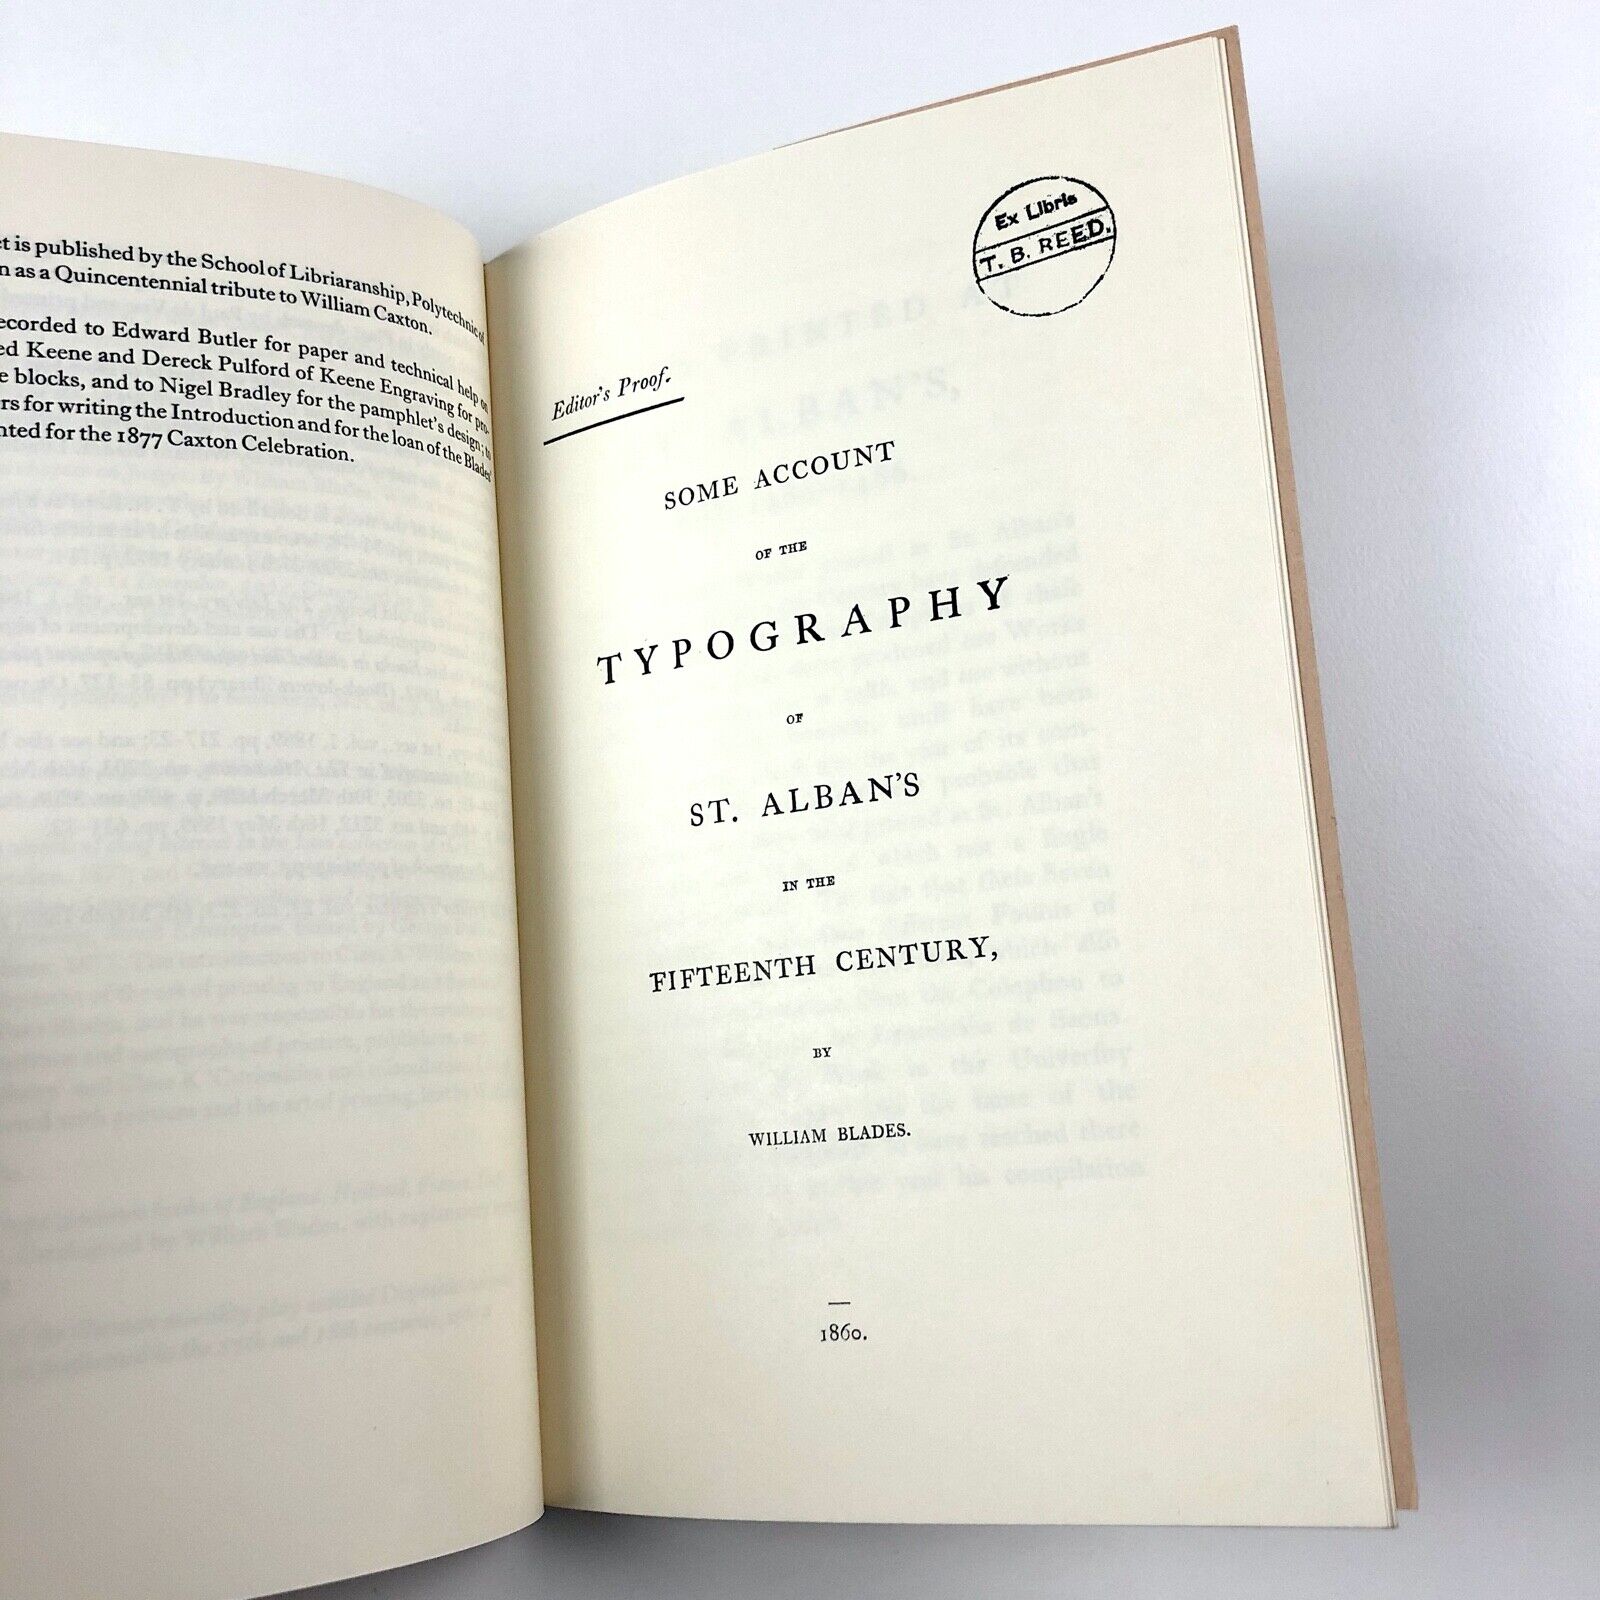 et is published by the School of Libriaranship, Polytechnic of
n as a Quincentennial tribute to William Caxton.
ecorded to Edward Butler for paper and technical help on
ed Keene and Dereck Pulford of Keene Engraving for pro-
e blocks, and to Nigel Bradley for the pamphlet's design; to
rs for writing the Introduction and for the loan of the Blades'
nted for the 1877 Caxton Celebration.
Ex Libris
T. B. REED.
Editor's Proof.
SOME ACCOUNT
OF THE
TYPOGRAPHY
OF
ST. ALBAN'S
IN THE
FIFTEENTH CENTURY,
BY
WILLIAM BLADES.
1860.